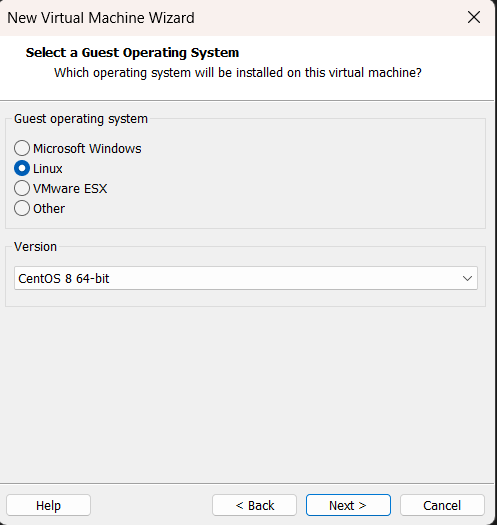 New Virtual Machine Wizard
Select a Guest Operating System
Which operating system will be installed on this virtual machine?
Guest operating system
Microsoft Windows
Linux
VMware ESX
Other
Version
CentOS 8 64-bit
Help
< Back
Next >
Cancel